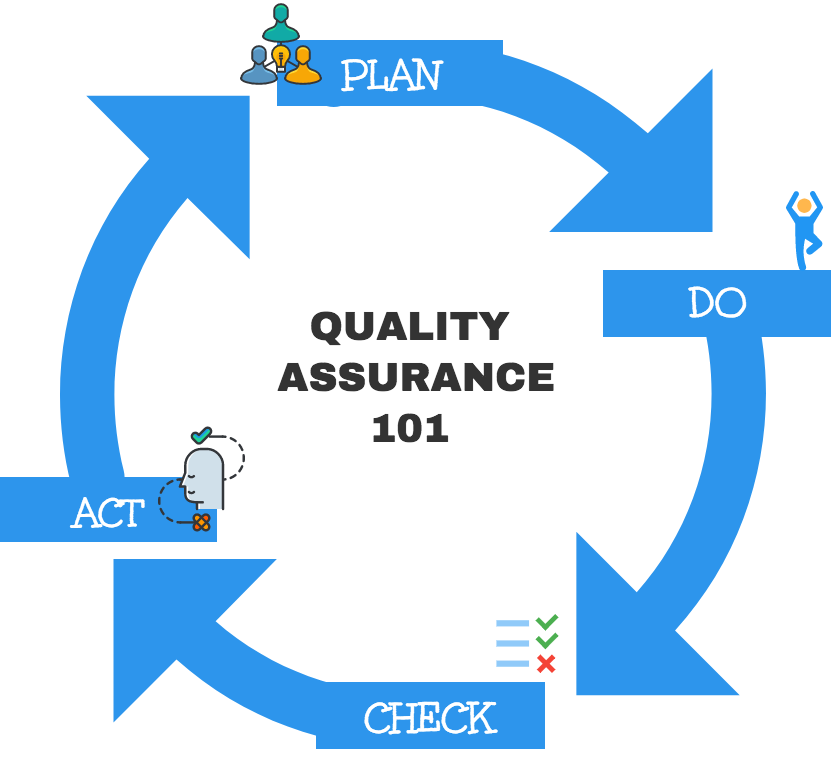 PLAN
DO
QUALITY
ASSURANCE
101
ACT
CHECK